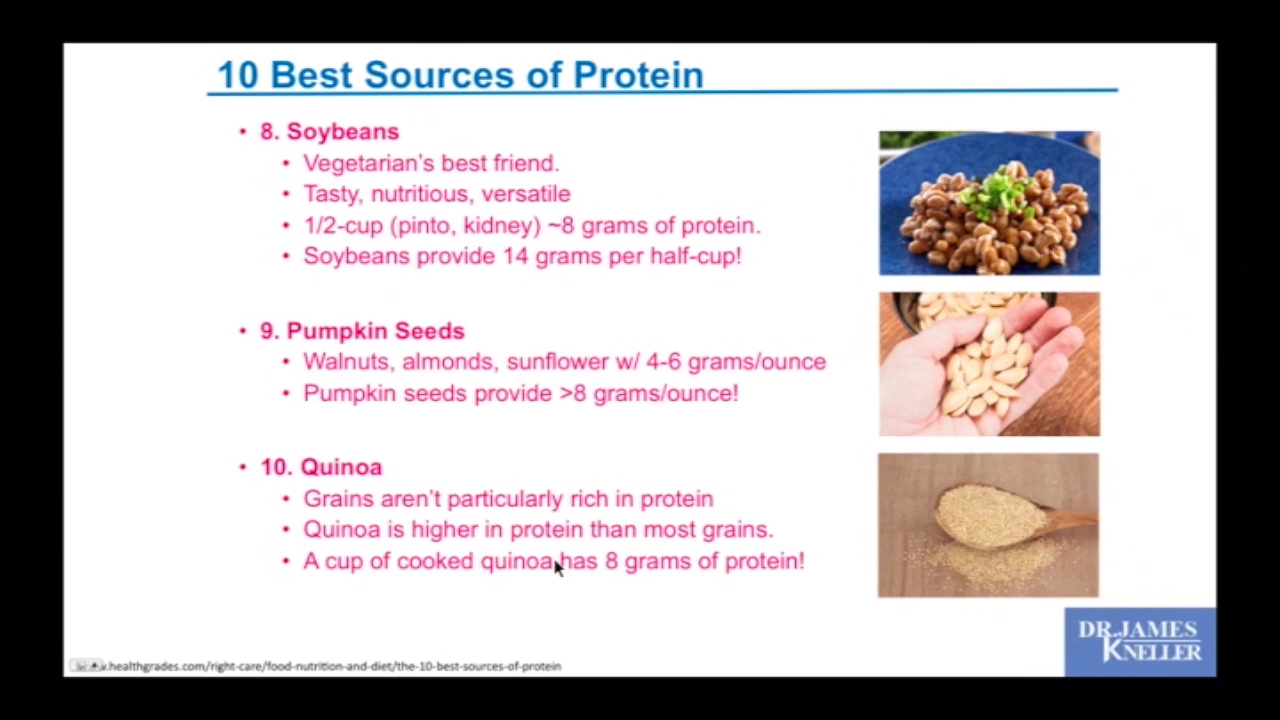 10 Best Sources of Protein
• 8. Soybeans
• Vegetarian's best friend.
• Tasty, nutritious, versatile
• 1/2-cup (pinto, kidney) ~8 grams of protein.
• Soybeans provide 14 grams per half-cup!
• 9. Pumpkin Seeds
• Walnuts, almonds, sunflower w/ 4-6 grams/ounce
• Pumpkin seeds provide >8 grams/ounce!
• 10. Quinoa
• Grains aren't particularly rich in protein
• Quinoa is higher in protein than most grains.
• A cup of cooked quinoa has 8 grams of protein!
.healthgrades.com/right-care/food-nutrition-and-diet/the-10-best-sources-of-protein
DR. JAMES
KNELLER